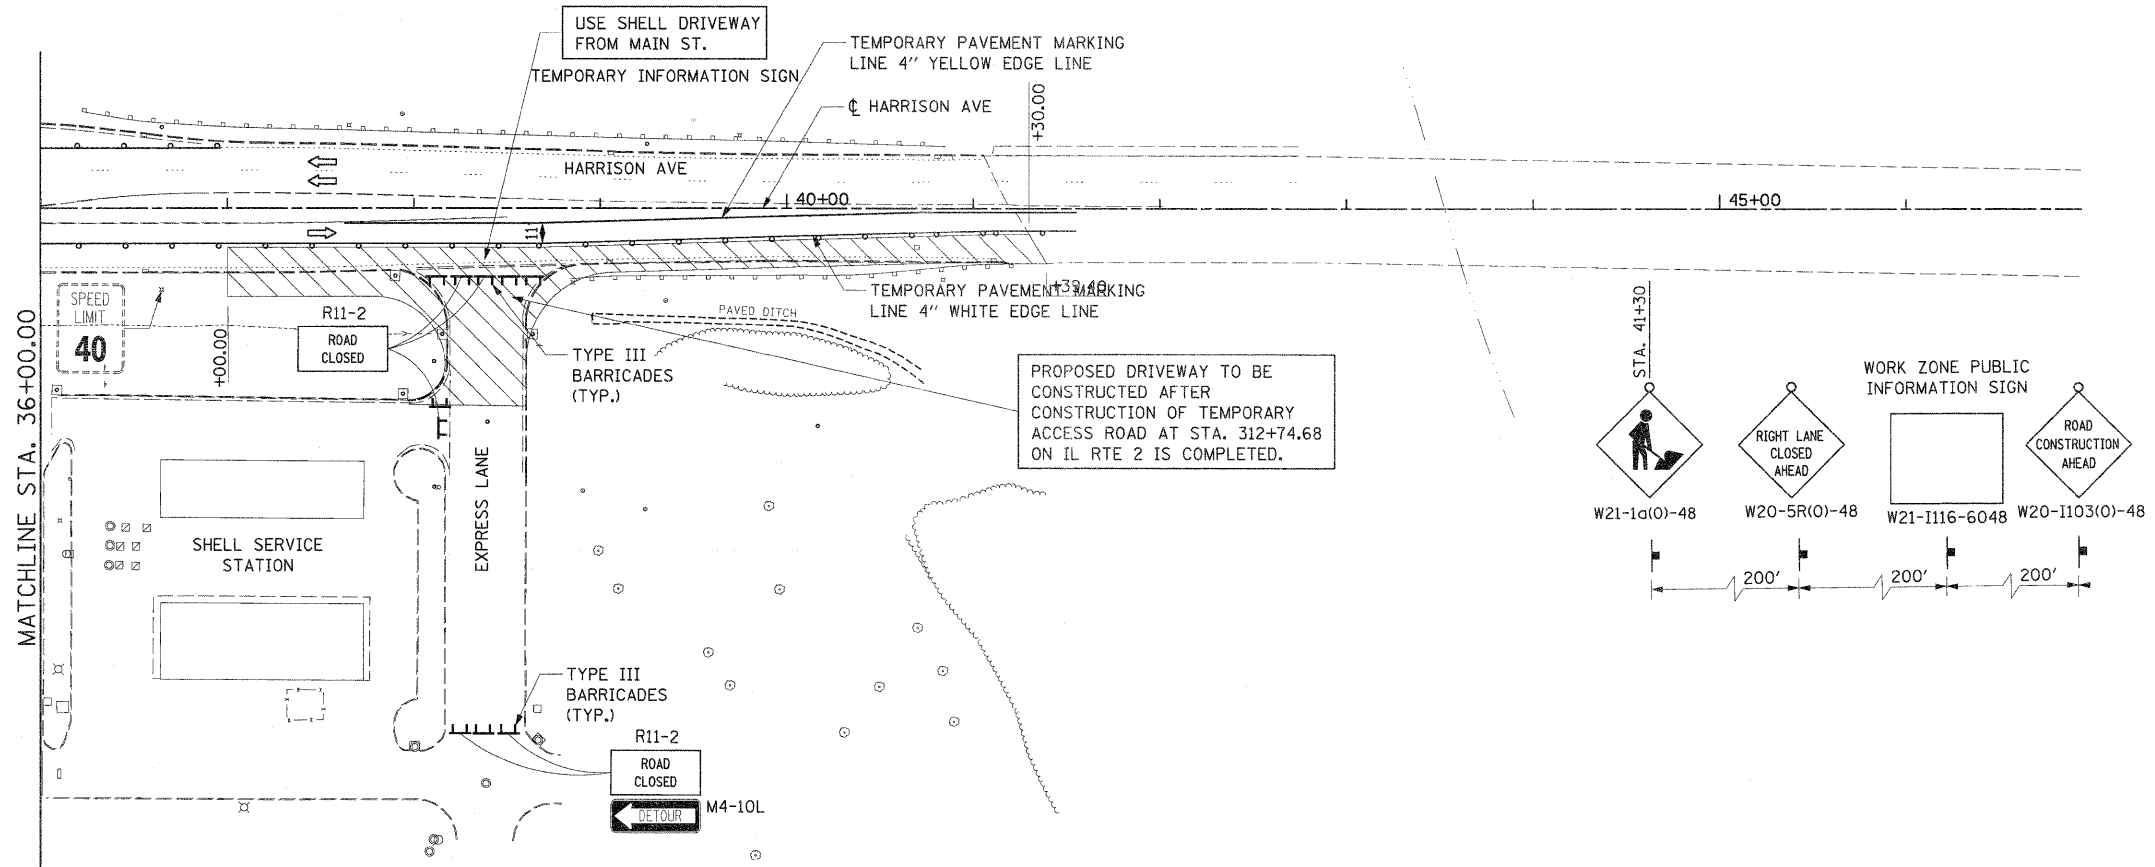 USE SHELL DRIVEWAY
FROM MAIN ST.
TEMPORARY INFORMATION SIGN
TEMPORARY PAVEMENT MARKING
LINE 4" YELLOW EDGE LINE
℄ HARRISON AVE
+30.00
HARRISON AVE
40+00
45+00
11
SPEED
LIMIT
40
R11-2
ROAD
CLOSED
+00.00
MATCHLINE STA. 36+00.00
+39.40
TEMPORARY PAVEMENT MARKING
LINE 4" WHITE EDGE LINE
PAVED DITCH
TYPE III
BARRICADES
(TYP.)
PROPOSED DRIVEWAY TO BE
CONSTRUCTED AFTER
CONSTRUCTION OF TEMPORARY
ACCESS ROAD AT STA. 312+74.68
ON IL RTE 2 IS COMPLETED.
STA. 41+30
WORK ZONE PUBLIC
INFORMATION SIGN
RIGHT LANE
CLOSED
AHEAD
ROAD
CONSTRUCTION
AHEAD
W21-1a(O)-48
W20-5R(O)-48
W21-I116-6048
W20-I103(O)-48
200'
200'
200'
EXPRESS LANE
SHELL SERVICE
STATION
TYPE III
BARRICADES
(TYP.)
R11-2
ROAD
CLOSED
DETOUR
M4-10L